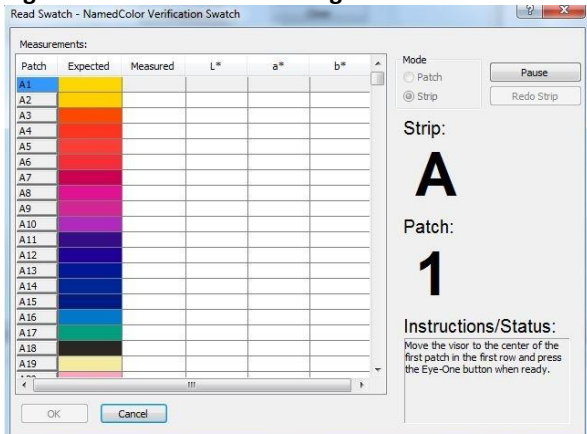 Read Swatch - NamedColor Verification Swatch
Measurements:
Patch Expected Measured L* a* b*
A1
A2
A3
A4
A5
A6
A7
A8
A9
A10
A11
A12
A13
A14
A15
A16
A17
A18
A19
OK
Cancel
Mode
Patch
Strip
Pause
Redo Strip
Strip:
A
Patch:
1
Instructions/Status:
Move the visor to the center of the
first patch in the first row and press
the Eye-One button when ready.